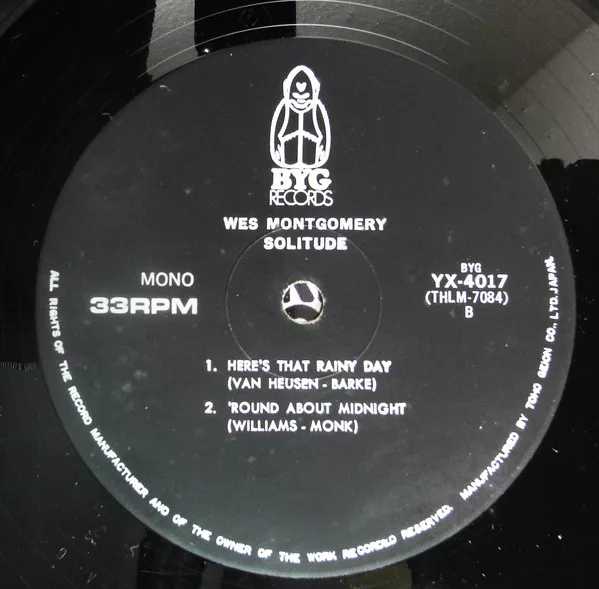 BYG
RECORDS
WES MONTGOMERY
SOLITUDE
MONO
33RPM
BYG
YX-4017
(THLM-7084)
B
1. HERE'S THAT RAINY DAY
(VAN HEUSEN - BARKE)
2. 'ROUND ABOUT MIDNIGHT
(WILLIAMS - MONK)
ALL RIGHTS OF THE RECORD MANUFACTURER AND OF THE OWNER OF THE WORK RECORDALD RESERVED. MANUFACTURED BY TOHO GEION CO., LTD. JAPAN.